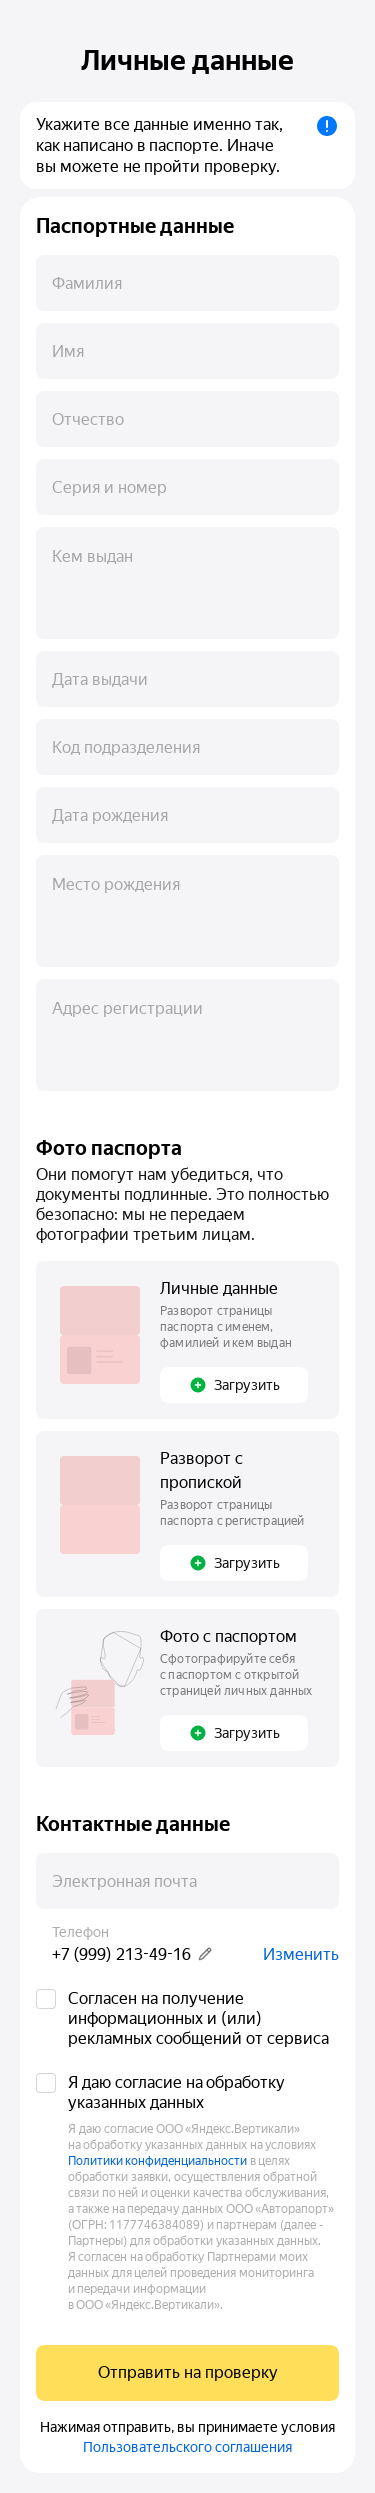 Личные данные
Укажите все данные именно так,
как написано в паспорте. Иначе
вы можете не пройти проверку.
Паспортные данные
Фамилия
Имя
Отчество
Серия и номер
Кем выдан
Дата выдачи
Код подразделения
Дата рождения
Место рождения
Адрес регистрации
Фото паспорта
Они помогут нам убедиться, что
документы подлинные. Это полностью
безопасно: мы не передаем
фотографии третьим лицам.
Личные данные
Разворот страницы
паспорта с именем,
фамилией и кем выдан
Загрузить
Разворот с
пропиской
Разворот страницы
паспорта с регистрацией
Загрузить
Фото с паспортом
Сфотографируйте себя
с паспортом с открытой
страницей личных данных
Загрузить
Контактные данные
Электронная почта
Телефон
+7 (999) 213-49-16 Изменить
Согласен на получение
информационных и (или)
рекламных сообщений от сервиса
Я даю согласие на обработку
указанных данных
Я даю согласие ООО «Яндекс.Вертикали»
на обработку указанных данных на условиях
Политики конфиденциальности в целях
обработки заявки, осуществления обратной
связи по ней и оценки качества обслуживания,
а также на передачу данных ООО «Авторапорт»
(ОГРН: 1177746384089) и партнерам (далее -
Партнеры) для обработки указанных данных.
Я согласен на обработку Партнерами моих
данных для целей проведения мониторинга
и передачи информации
в ООО «Яндекс.Вертикали».
Отправить на проверку
Нажимая отправить, вы принимаете условия
Пользовательского соглашения